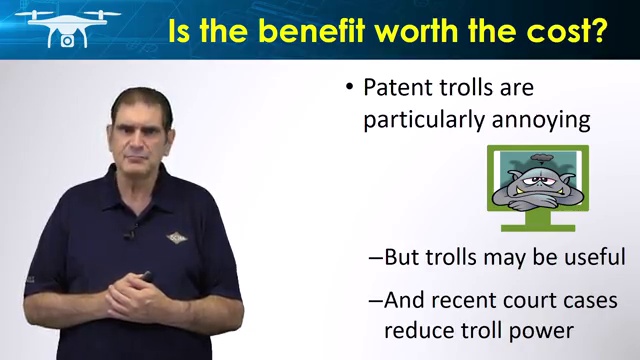 Is the benefit worth the cost?
• Patent trolls are
particularly annoying
–But trolls may be useful
–And recent court cases
reduce troll power